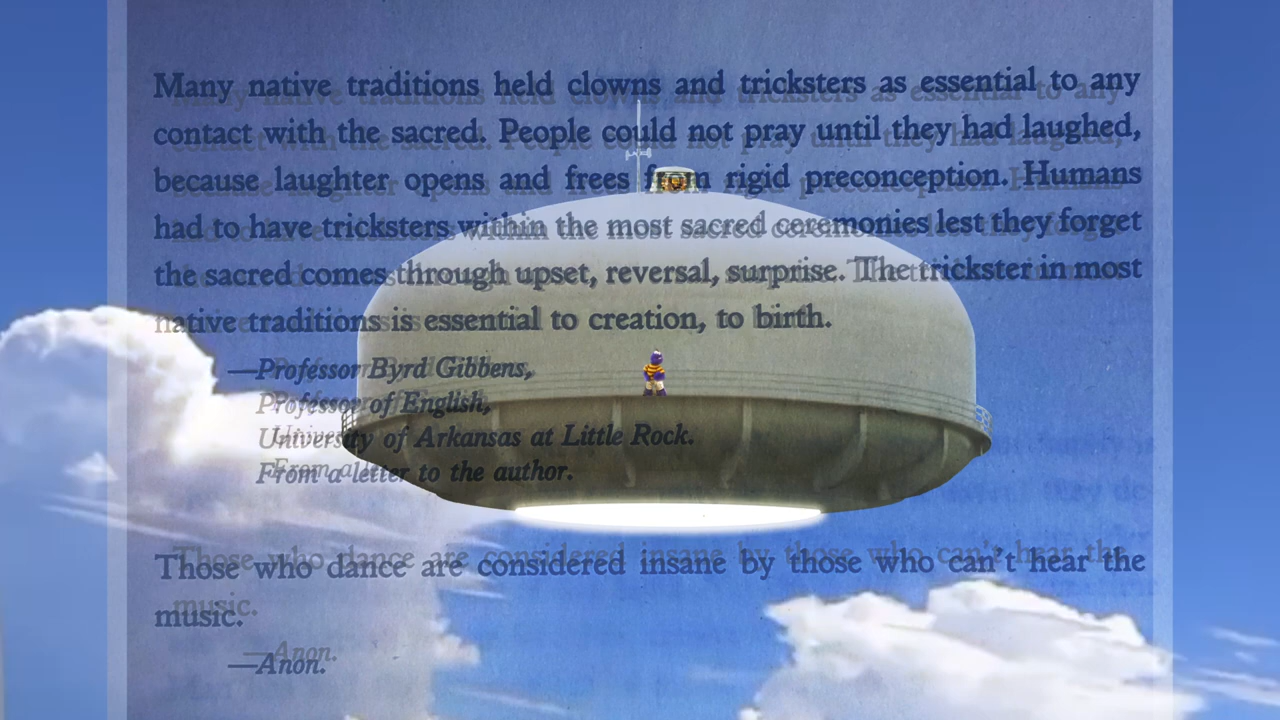 Many native traditions held clowns and tricksters as essential to any
contact with the sacred. People could not pray until they had laughed,
because laughter opens and frees from rigid preconception. Humans
had to have tricksters within the most sacred ceremonies lest they forget
the sacred comes through upset, reversal, surprise. The trickster in most
native traditions is essential to creation, to birth.
—Professor Byrd Gibbens,
Professor of English,
University of Arkansas at Little Rock.
From a letter to the author.
Those who dance are considered insane by those who can't hear the
music.
—Anon.